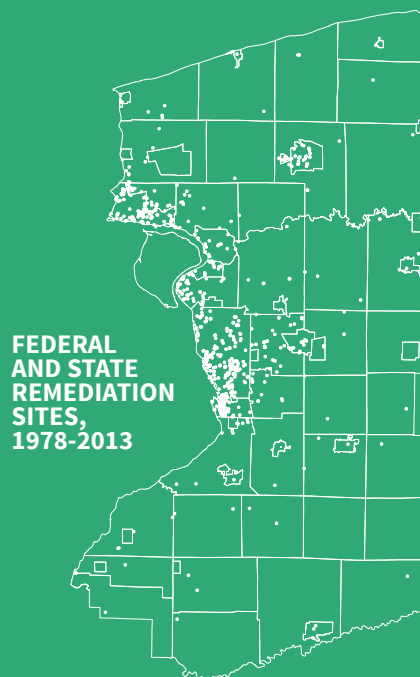 FEDERAL
AND STATE
REMEDIATION
SITES,
1978-2013